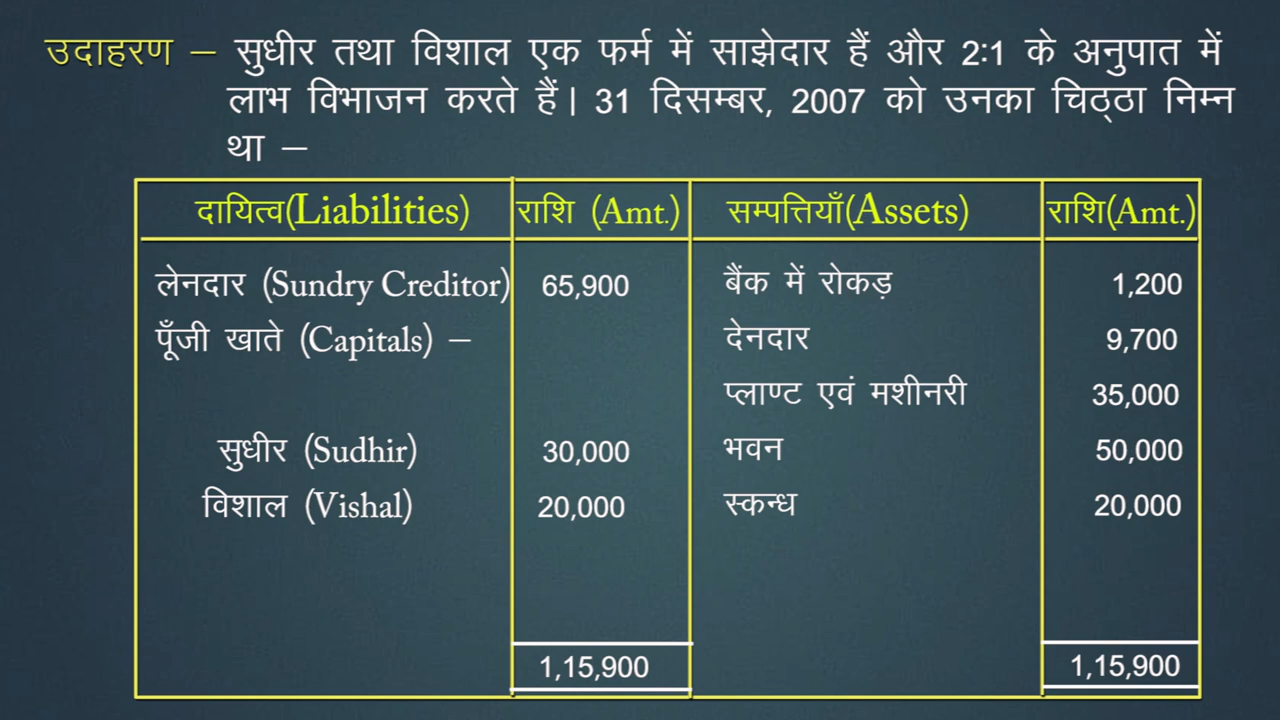 उदाहरण – सुधीर तथा विशाल एक फर्म में साझेदार हैं और 2:1 के अनुपात में
लाभ विभाजन करते हैं। 31 दिसम्बर, 2007 को उनका चिठ्ठा निम्न
था –
दायित्व(Liabilities) राशि (Amt.) सम्पत्तियाँ(Assets) राशि(Amt.)
लेनदार (Sundry Creditor) 65,900 बैंक में रोकड़ 1,200
पूँजी खाते (Capitals) – देनदार 9,700
प्लाण्ट एवं मशीनरी 35,000
सुधीर (Sudhir) 30,000 भवन 50,000
विशाल (Vishal) 20,000 स्कन्ध 20,000
1,15,900 1,15,900